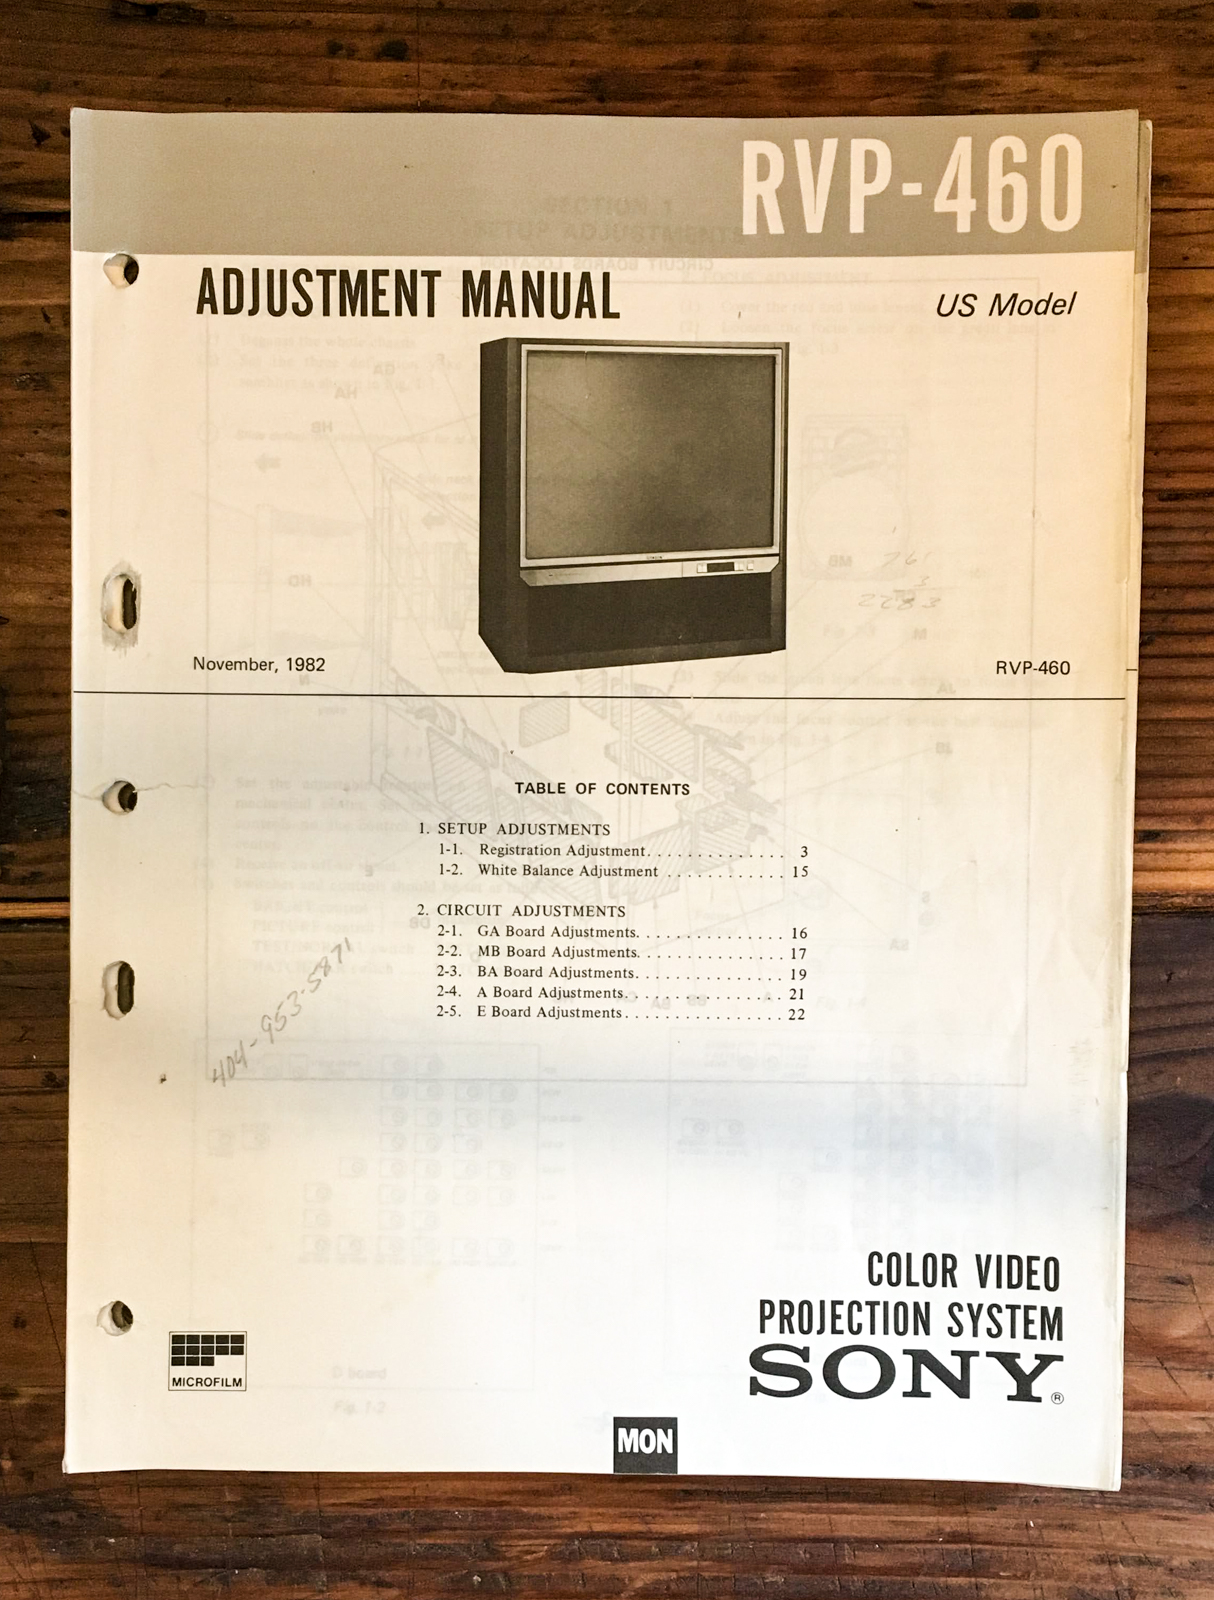 RVP-460
ADJUSTMENT MANUAL
US Model
November, 1982
RVP-460
TABLE OF CONTENTS
1. SETUP ADJUSTMENTS
1-1. Registration Adjustment. . . . . . . . . . . . . . 3
1-2. White Balance Adjustment . . . . . . . . . . . . 15
2. CIRCUIT ADJUSTMENTS
2-1. GA Board Adjustments. . . . . . . . . . . . . . . 16
2-2. MB Board Adjustments. . . . . . . . . . . . . . . 17
2-3. BA Board Adjustments. . . . . . . . . . . . . . . 19
2-4. A Board Adjustments. . . . . . . . . . . . . . . . 21
2-5. E Board Adjustments . . . . . . . . . . . . . . . . 22
404-953-5871
COLOR VIDEO
PROJECTION SYSTEM
SONY®
MICROFILM
MON